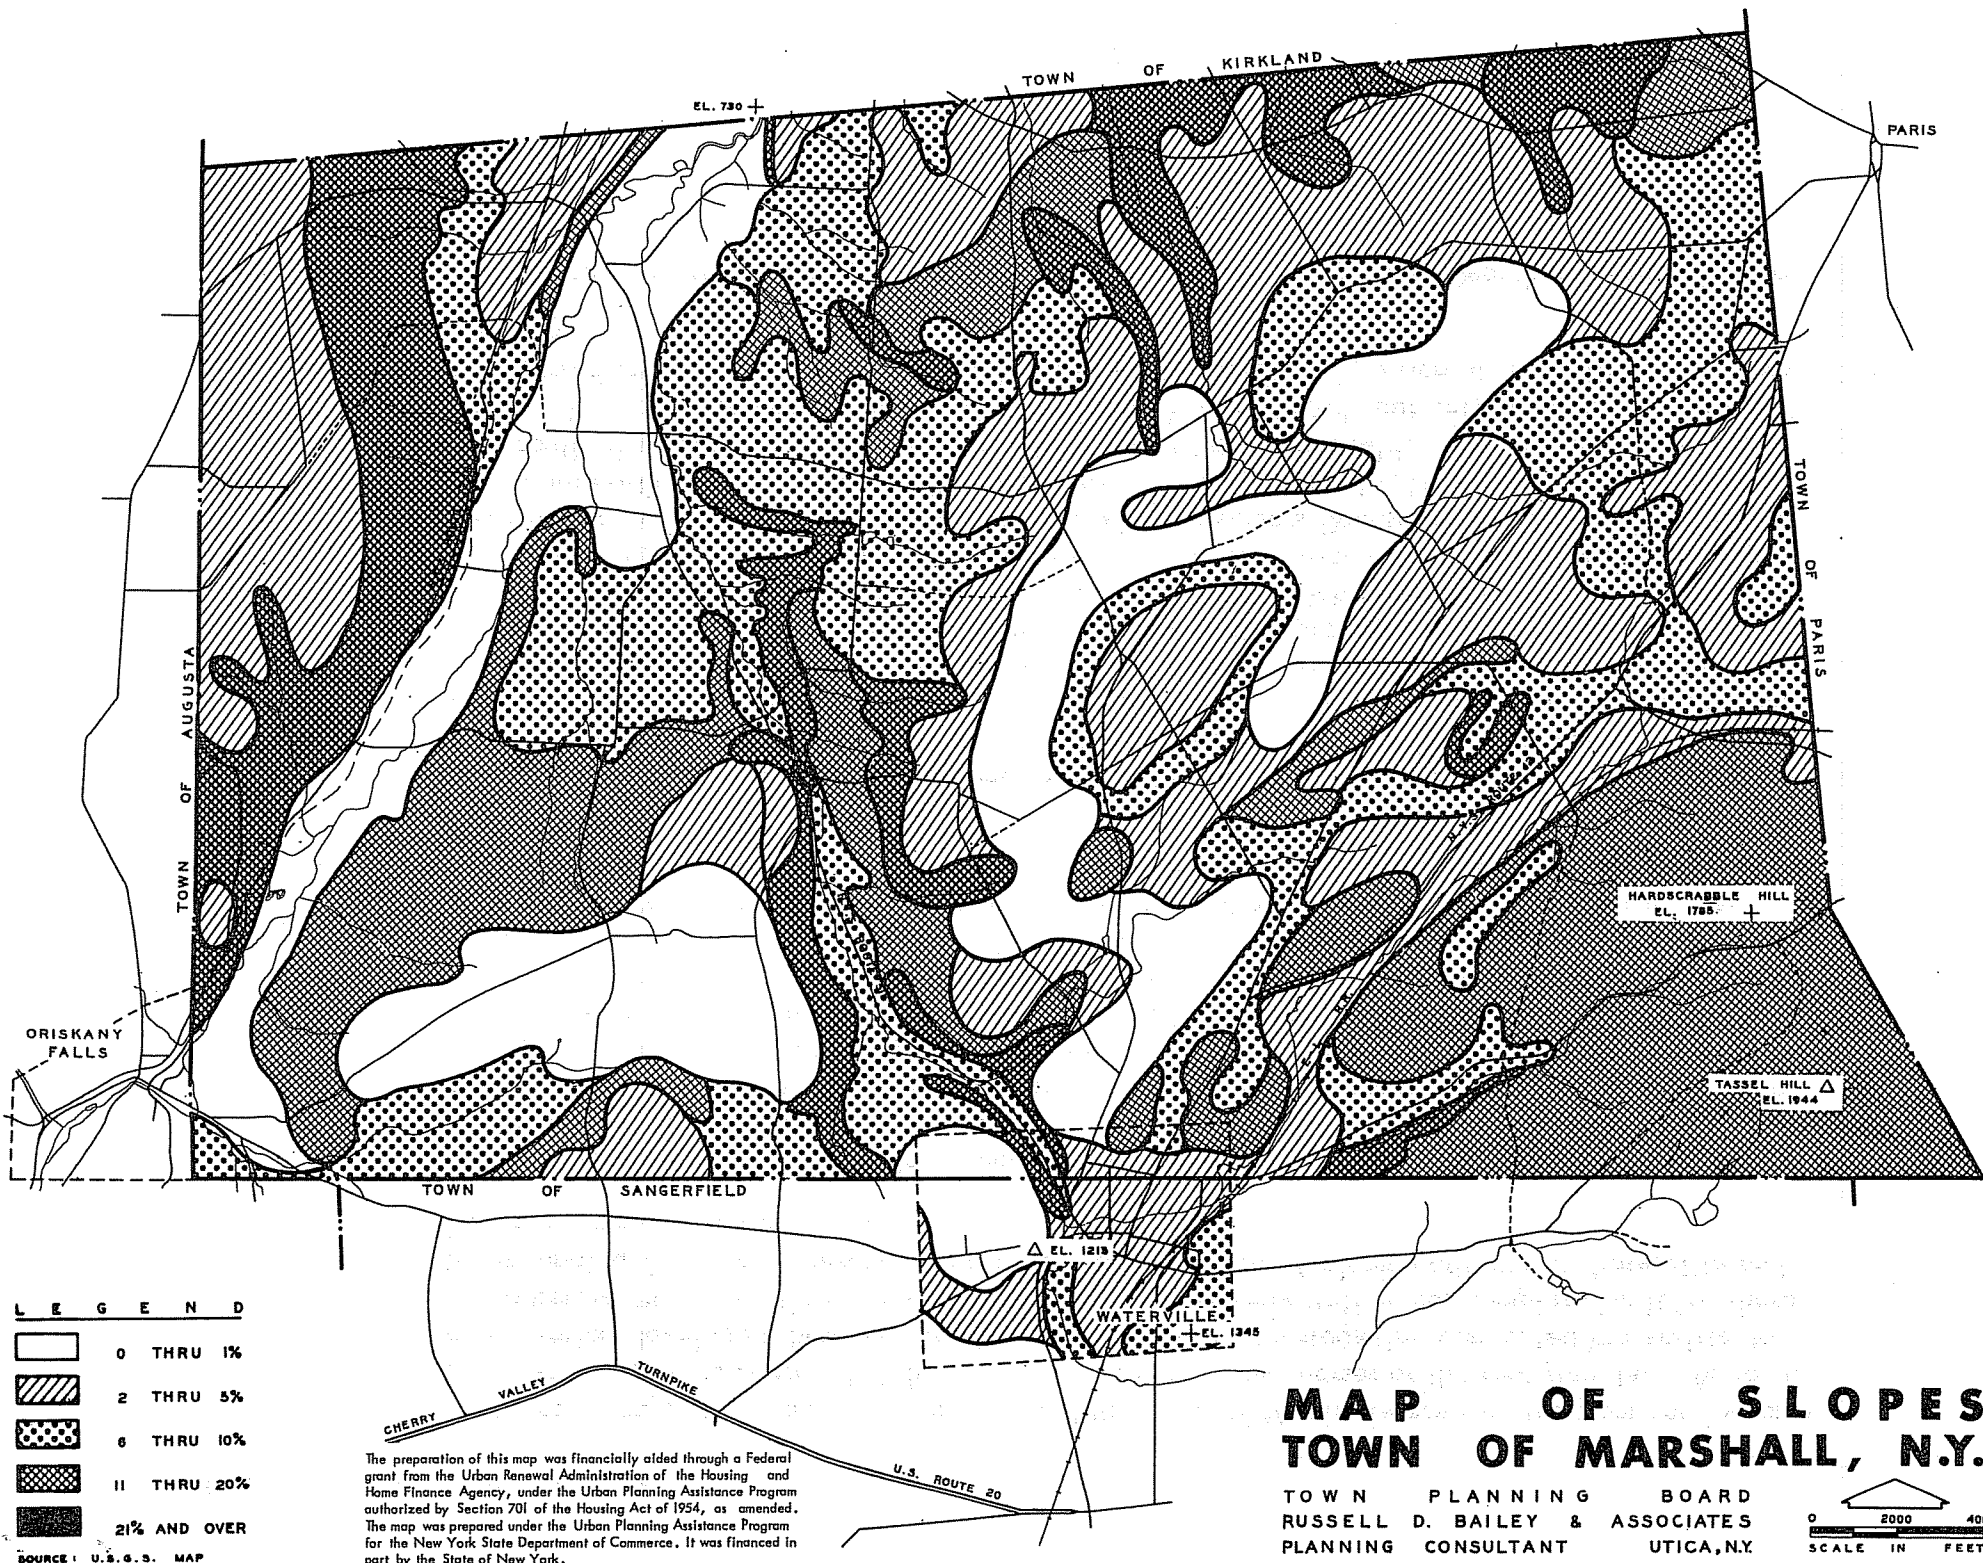 TOWN OF KIRKLAND
EL. 730
PARIS
TOWN OF PARIS
TOWN OF AUGUSTA
HARDSCRABBLE HILL
EL. 1785.
ORISKANY
FALLS
TASSEL HILL
EL. 1944
TOWN OF SANGERFIELD
EL. 1213
WATERVILLE
EL. 1345
LEGEND
0 THRU 1%
2 THRU 5%
6 THRU 10%
11 THRU 20%
21% AND OVER
SOURCE: U.S.G.S. MAP
CHERRY VALLEY TURNPIKE
U.S. ROUTE 20
The preparation of this map was financially aided through a Federal
grant from the Urban Renewal Administration of the Housing and
Home Finance Agency, under the Urban Planning Assistance Program
authorized by Section 701 of the Housing Act of 1954, as amended.
The map was prepared under the Urban Planning Assistance Program
for the New York State Department of Commerce. It was financed in
part by the State of New York.
MAP OF SLOPES
TOWN OF MARSHALL, N.Y.
TOWN PLANNING BOARD
RUSSELL D. BAILEY & ASSOCIATES
PLANNING CONSULTANT UTICA, N.Y.
0 2000 40
SCALE IN FEET